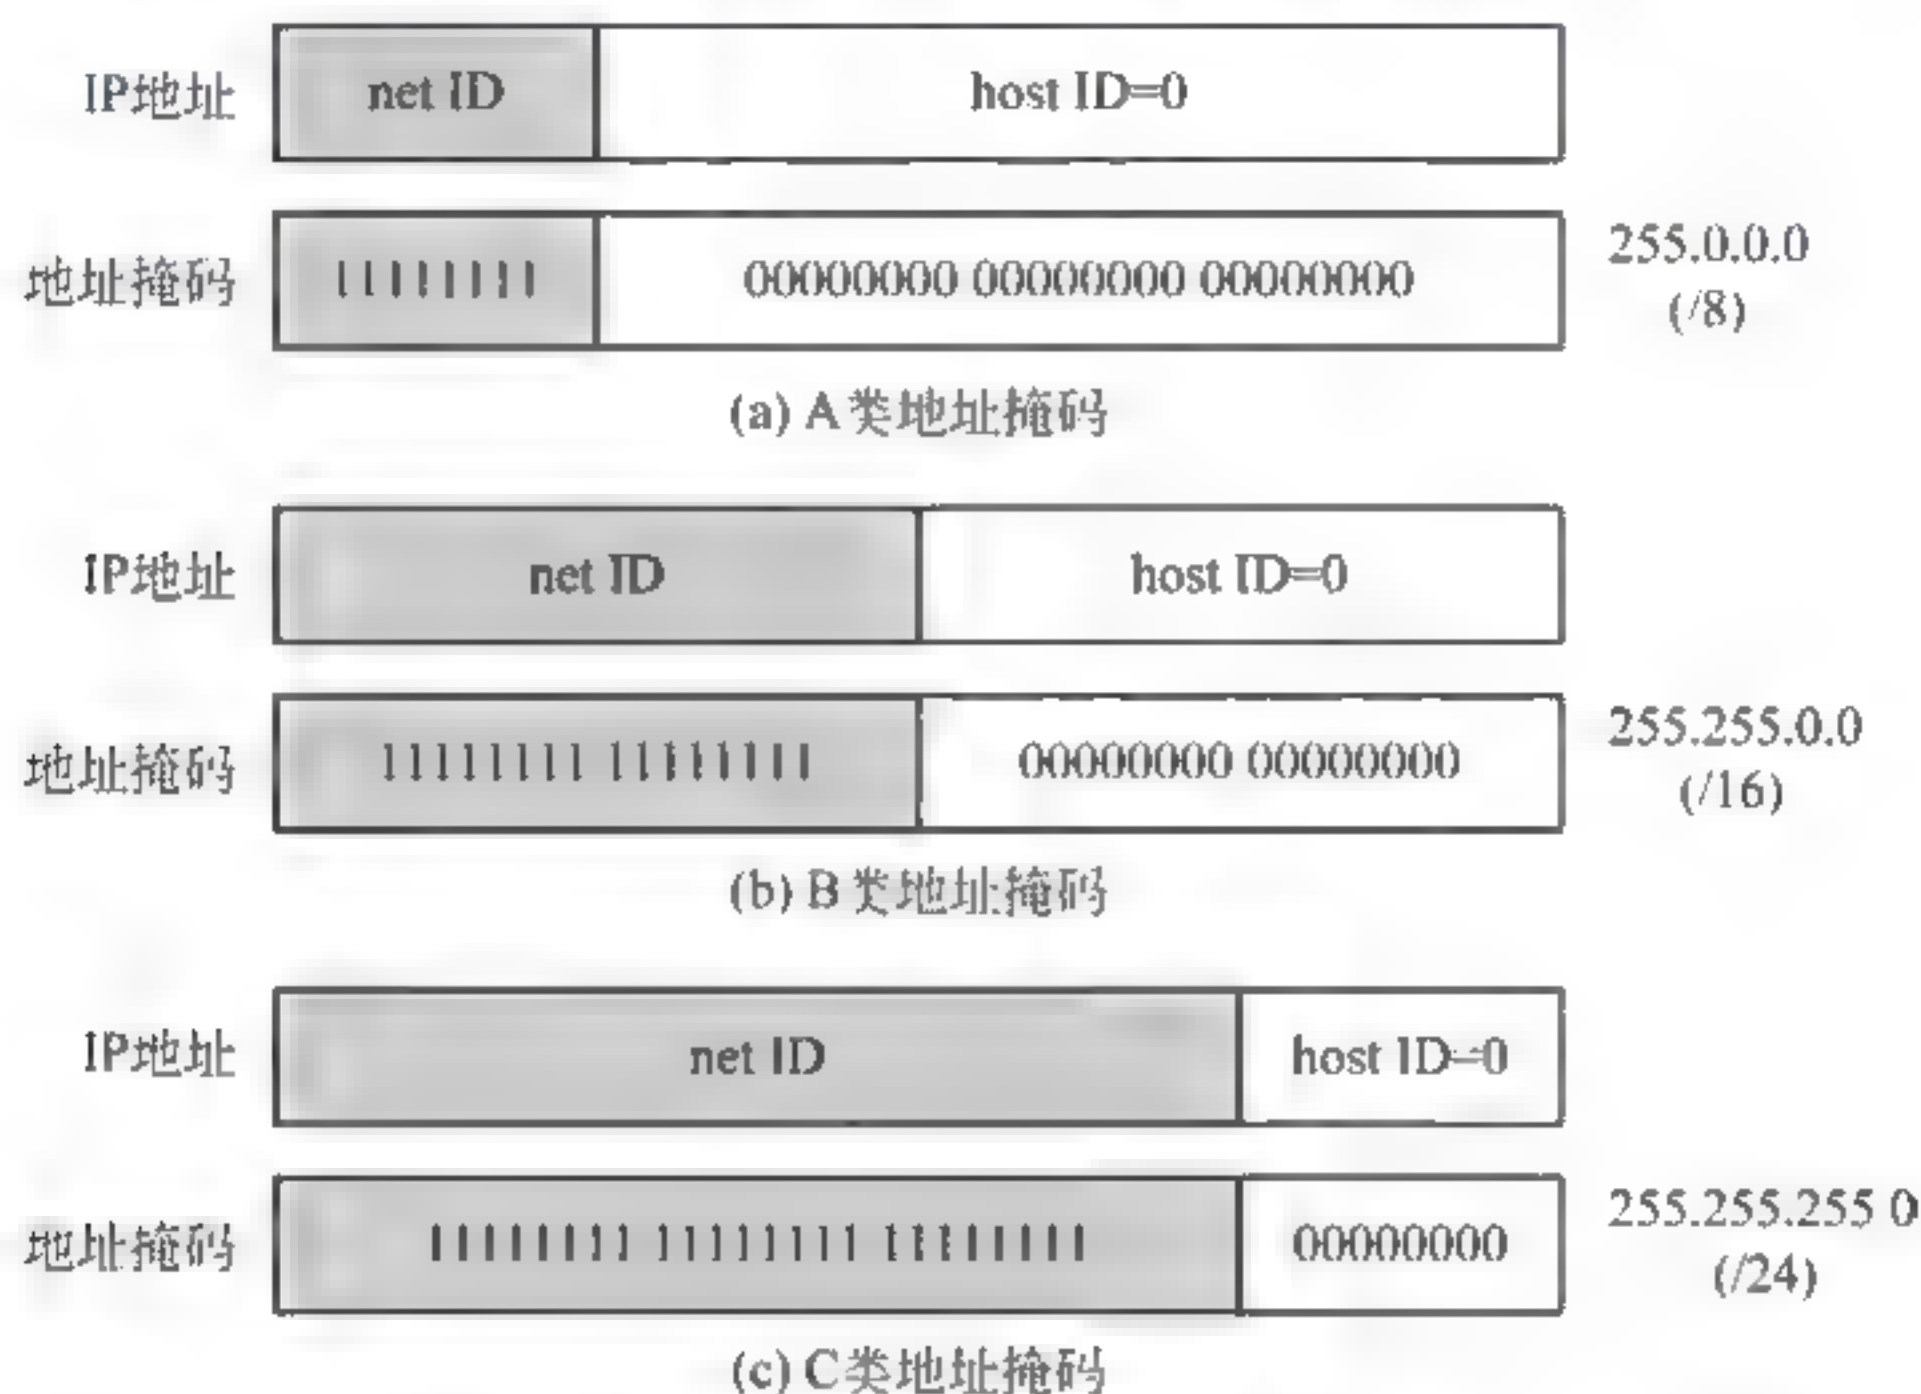 IP地址 net ID host ID=0
地址掩码 11111111 00000000 00000000 00000000 255.0.0.0
(/8)
(a) A类地址掩码
IP地址 net ID host ID=0
地址掩码 11111111 11111111 00000000 00000000 255.255.0.0
(/16)
(b) B类地址掩码
IP地址 net ID host ID=0
地址掩码 11111111 11111111 11111111 00000000 255.255.255 0
(/24)
(c) C类地址掩码